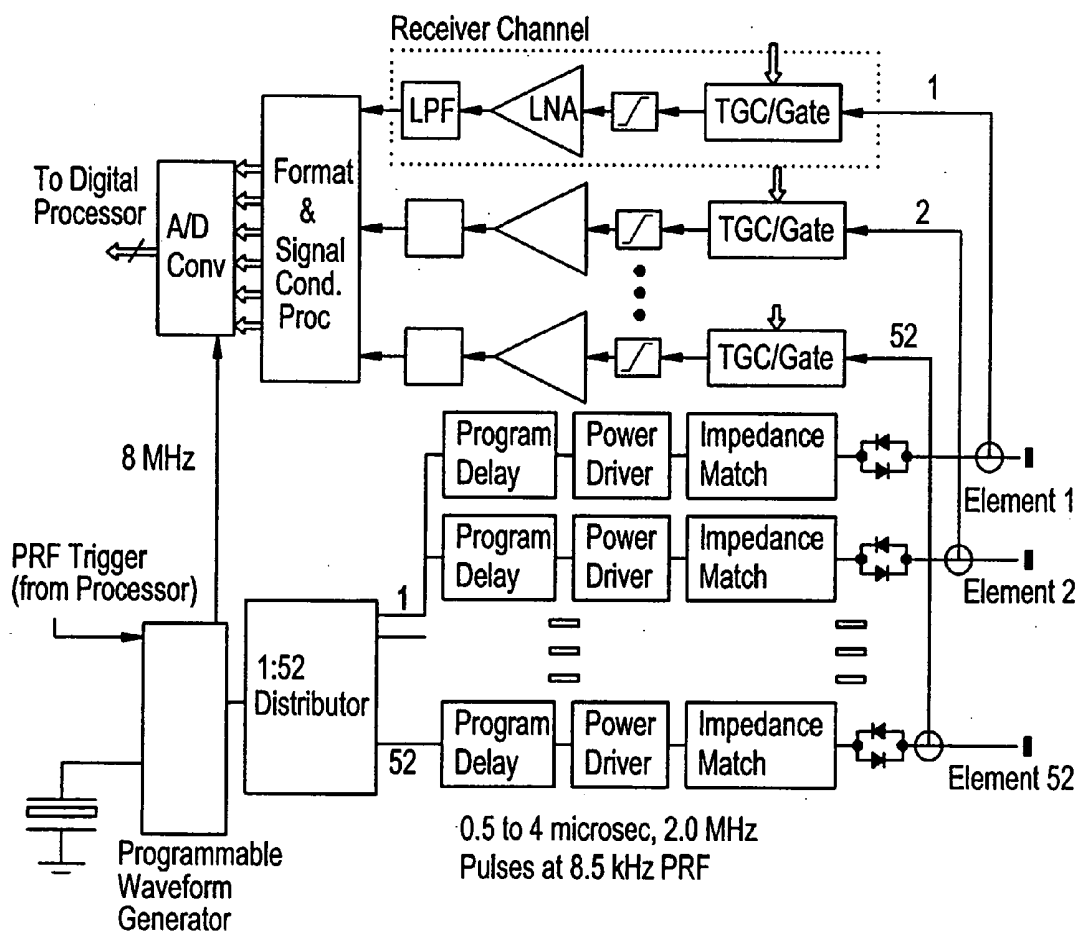 Receiver Channel
LPF
LNA
TGC/Gate
1
To Digital
Processor
A/D
Conv
Format
&
Signal
Cond.
Proc
TGC/Gate
2
TGC/Gate
52
8 MHz
Program
Delay
Power
Driver
Impedance
Match
Element 1
Program
Delay
Power
Driver
Impedance
Match
Element 2
PRF Trigger
(from Processor)
1
1:52
Distributor
52
Program
Delay
Power
Driver
Impedance
Match
Element 52
Programmable
Waveform
Generator
0.5 to 4 microsec, 2.0 MHz
Pulses at 8.5 kHz PRF